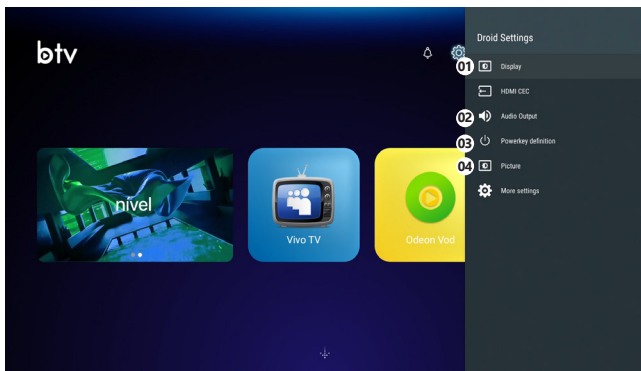 btv
Droid Settings
01 Display
HDMI CEC
02 Audio Output
03 Powerkey definition
04 Picture
More settings
nível
Vivo TV
Odeon Vod